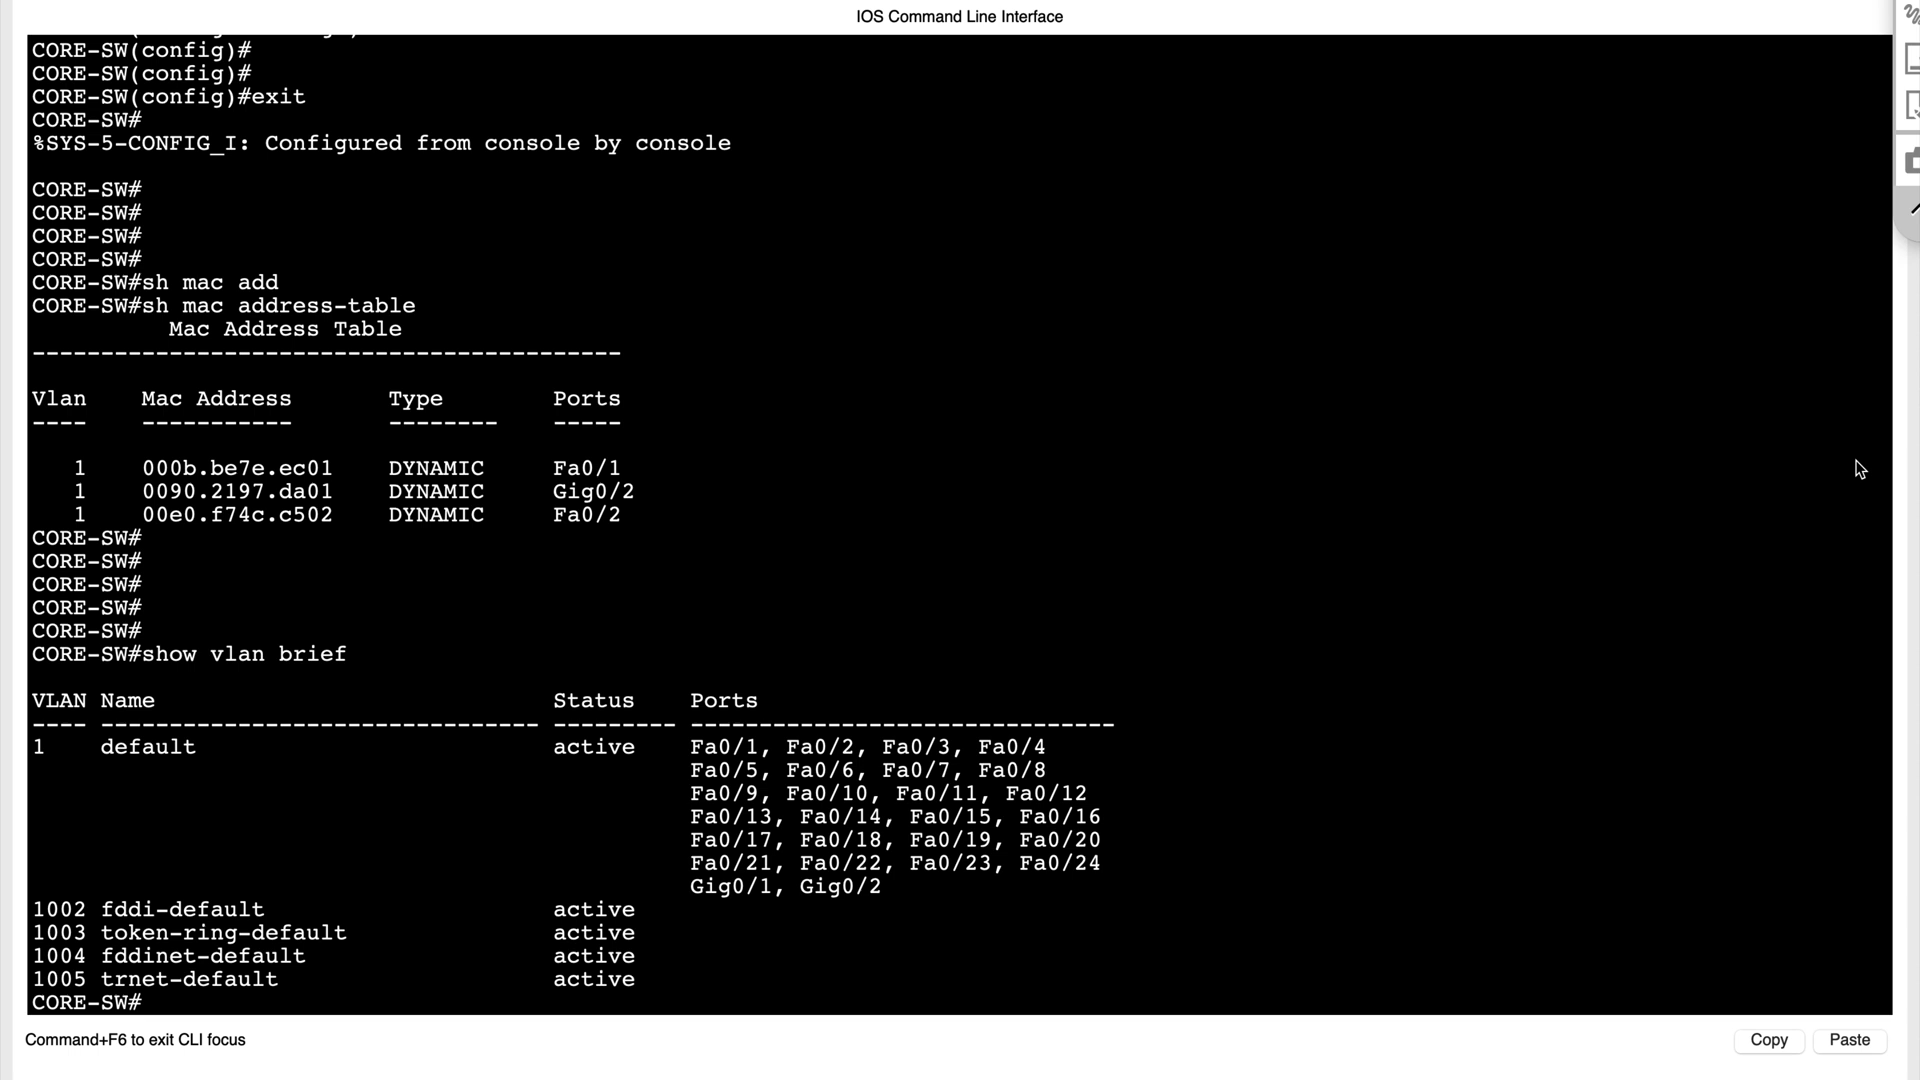 IOS Command Line Interface
CORE-SW(config)#
CORE-SW(config)#
CORE-SW(config)#exit
CORE-SW#
%SYS-5-CONFIG_I: Configured from console by console
CORE-SW#
CORE-SW#
CORE-SW#
CORE-SW#
CORE-SW#sh mac add
CORE-SW#sh mac address-table
Mac Address Table
-------------------------------------------
Vlan    Mac Address       Type        Ports
----    -----------       --------    -----
1    000b.be7e.ec01    DYNAMIC     Fa0/1
1    0090.2197.da01    DYNAMIC     Gig0/2
1    00e0.f74c.c502    DYNAMIC     Fa0/2
CORE-SW#
CORE-SW#
CORE-SW#
CORE-SW#
CORE-SW#
CORE-SW#show vlan brief
VLAN Name                             Status    Ports
---- -------------------------------- --------- -------------------------------
1    default                          active    Fa0/1, Fa0/2, Fa0/3, Fa0/4
Fa0/5, Fa0/6, Fa0/7, Fa0/8
Fa0/9, Fa0/10, Fa0/11, Fa0/12
Fa0/13, Fa0/14, Fa0/15, Fa0/16
Fa0/17, Fa0/18, Fa0/19, Fa0/20
Fa0/21, Fa0/22, Fa0/23, Fa0/24
Gig0/1, Gig0/2
1002 fddi-default                     active
1003 token-ring-default               active
1004 fddinet-default                  active
1005 trnet-default                    active
CORE-SW#
Command+F6 to exit CLI focus
Copy
Paste